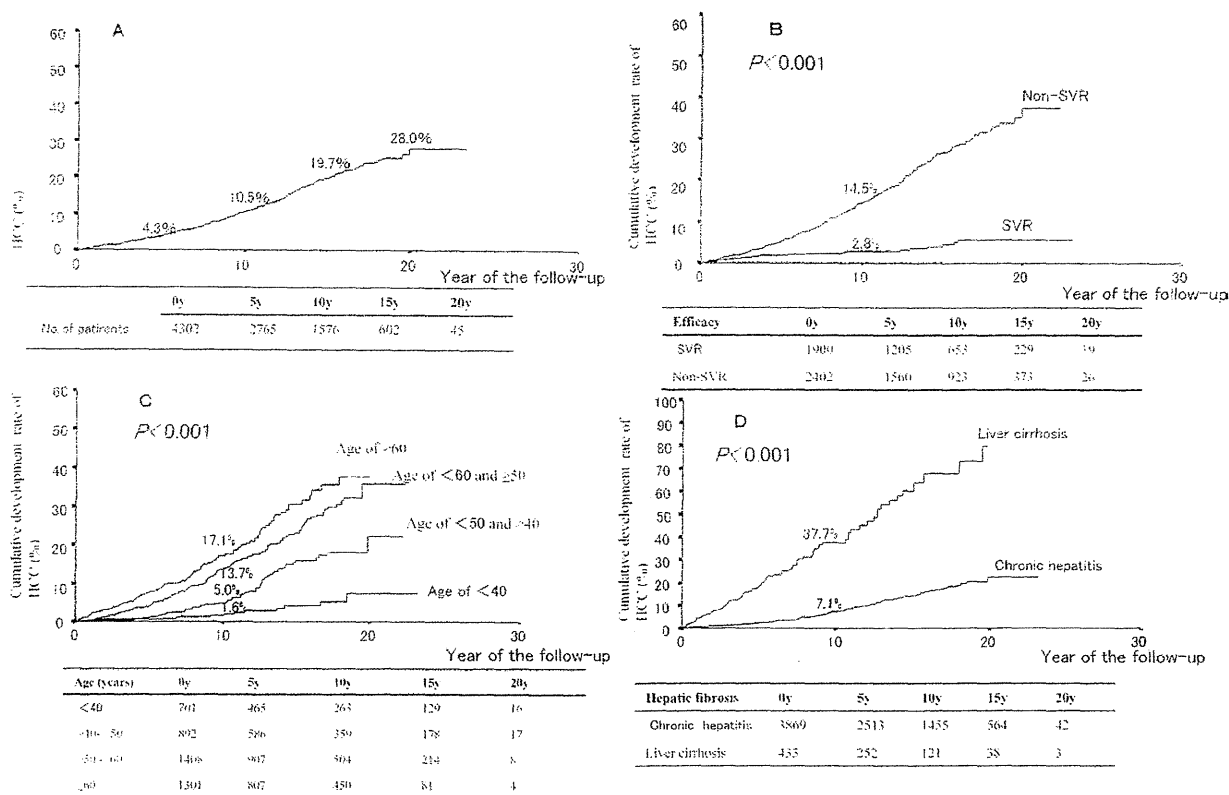 A
60
50
40
30
20
10
0
HCC (%)
4.3%
10.5%
19.7%
28.0%
0
10
20
30
Year of the follow-up
0y 5y 10y 15y 20y
No. of patirents 4302 2765 1576 602 45
B
P<0.001
Cumulative development rate of
HCC (%)
60
50
40
30
20
10
0
Non-SVR
14.5%
SVR
2.8%
0
10
20
30
Year of the follow-up
Efficacy 0y 5y 10y 15y 20y
SVR 1900 1205 653 229 19
Non-SVR 2402 1560 923 373 26
C
P<0.001
Cumulative development rate of
HCC (%)
60
50
40
30
20
10
0
Age of ≥60
Age of <60 and ≥50
Age of <50 and ≥40
Age of <40
17.1%
13.7%
5.0%
1.6%
0
10
20
30
Year of the follow-up
Age (years) 0y 5y 10y 15y 20y
<40 701 465 263 129 16
892 586 359 178 17
1408 907 504 214 8
≥60 1301 807 450 81 4
D
P<0.001
Cumulative development rate of
HCC (%)
100
90
80
70
60
50
40
30
20
10
0
Liver cirrhosis
37.7%
Chronic hepatitis
7.1%
0
10
20
30
Year of the follow-up
Hepatic fibrosis 0y 5y 10y 15y 20y
Chronic hepatitis 3869 2513 1455 564 42
Liver cirrhosis 433 252 121 38 3